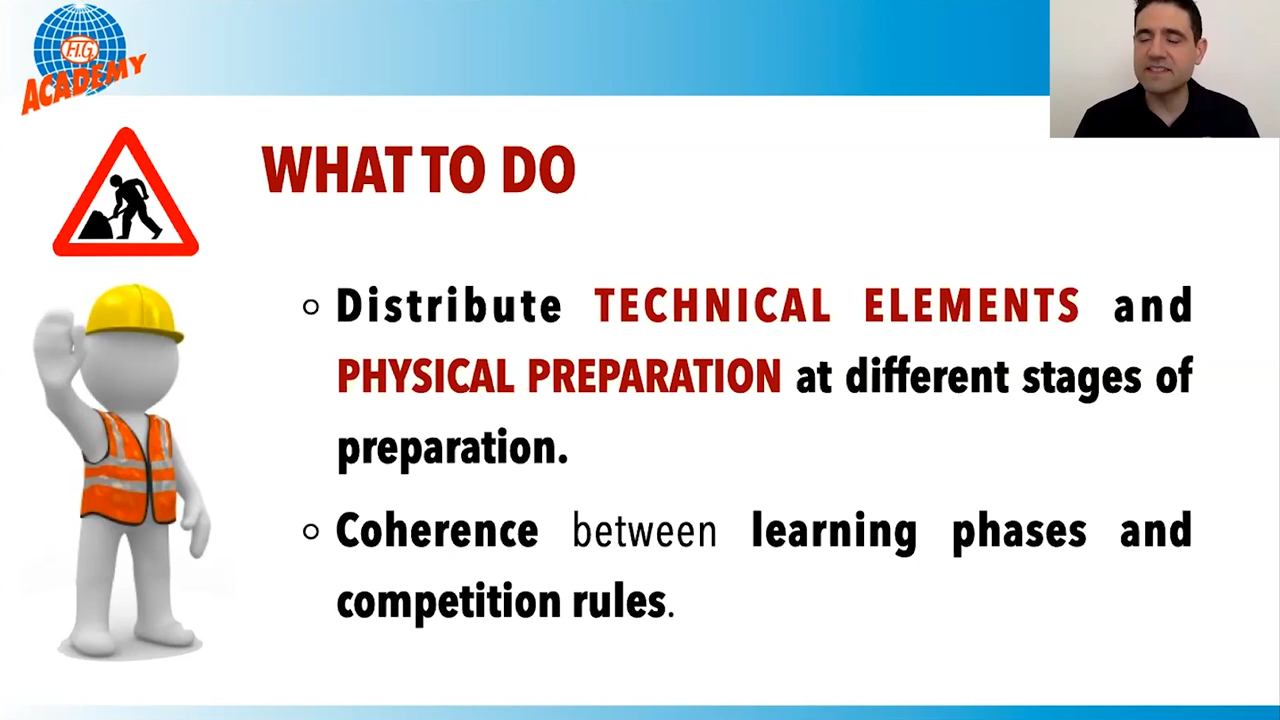 F.I.G.
ACADEMY
WHAT TO DO
Distribute TECHNICAL ELEMENTS and
PHYSICAL PREPARATION at different stages of
preparation.
Coherence between learning phases and
competition rules.